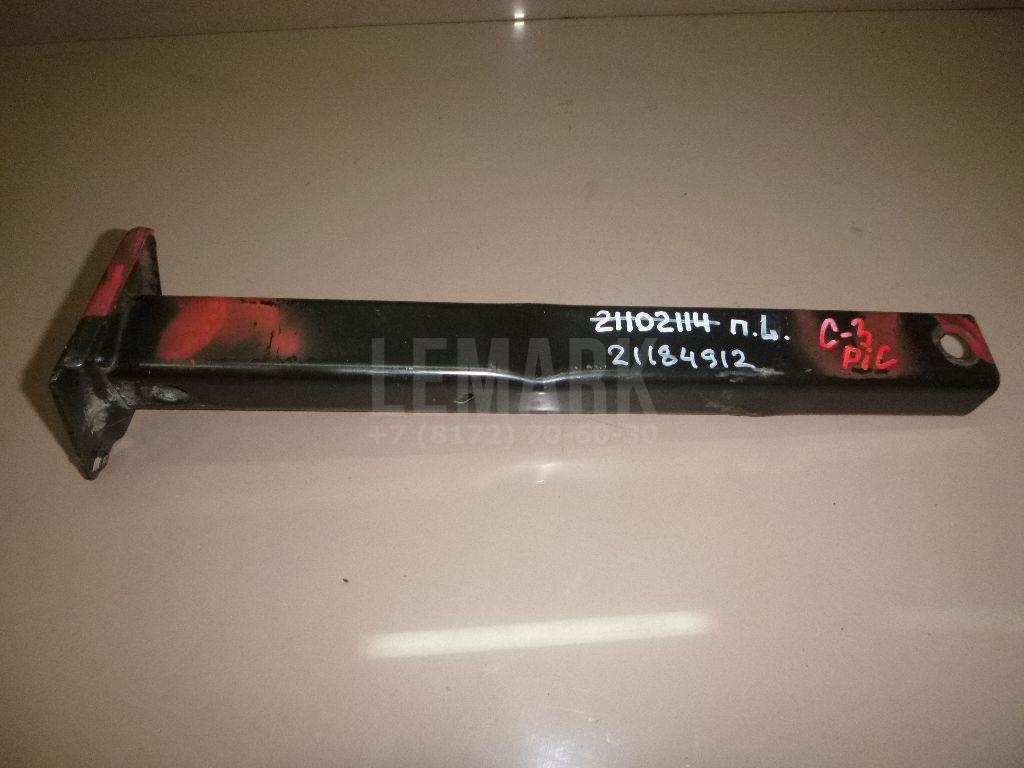 21102114 п.L.
21184912
C-3
PiC
LEMARK
+7 (8172) 70-60-30